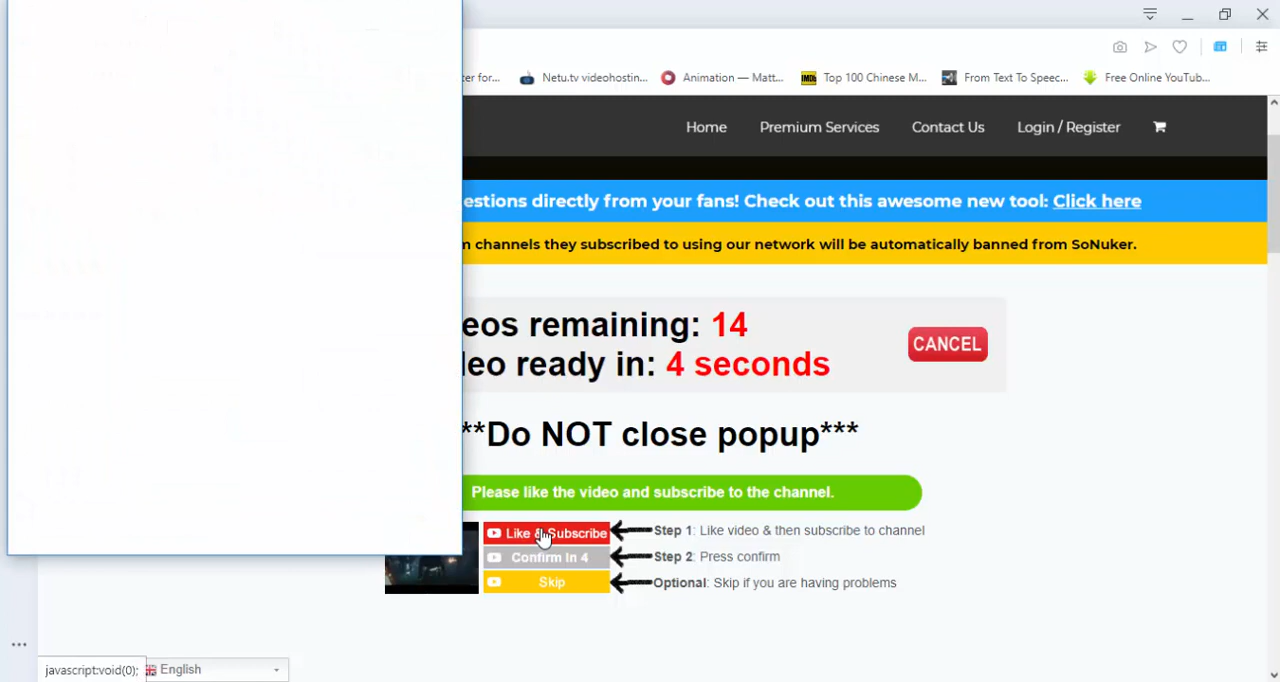 ter for... Netu.tv videohostin... Animation — Matt... Top 100 Chinese M... From Text To Speec... Free Online YouTub...
Home Premium Services Contact Us Login / Register
estions directly from your fans! Check out this awesome new tool: Click here
channels they subscribed to using our network will be automatically banned from SoNuker.
eos remaining: 14
CANCEL
leo ready in: 4 seconds
**Do NOT close popup***
Please like the video and subscribe to the channel.
Like & Subscribe Step 1: Like video & then subscribe to channel
Confirm In 4 Step 2: Press confirm
Skip Optional: Skip if you are having problems
javascript:void(0); English